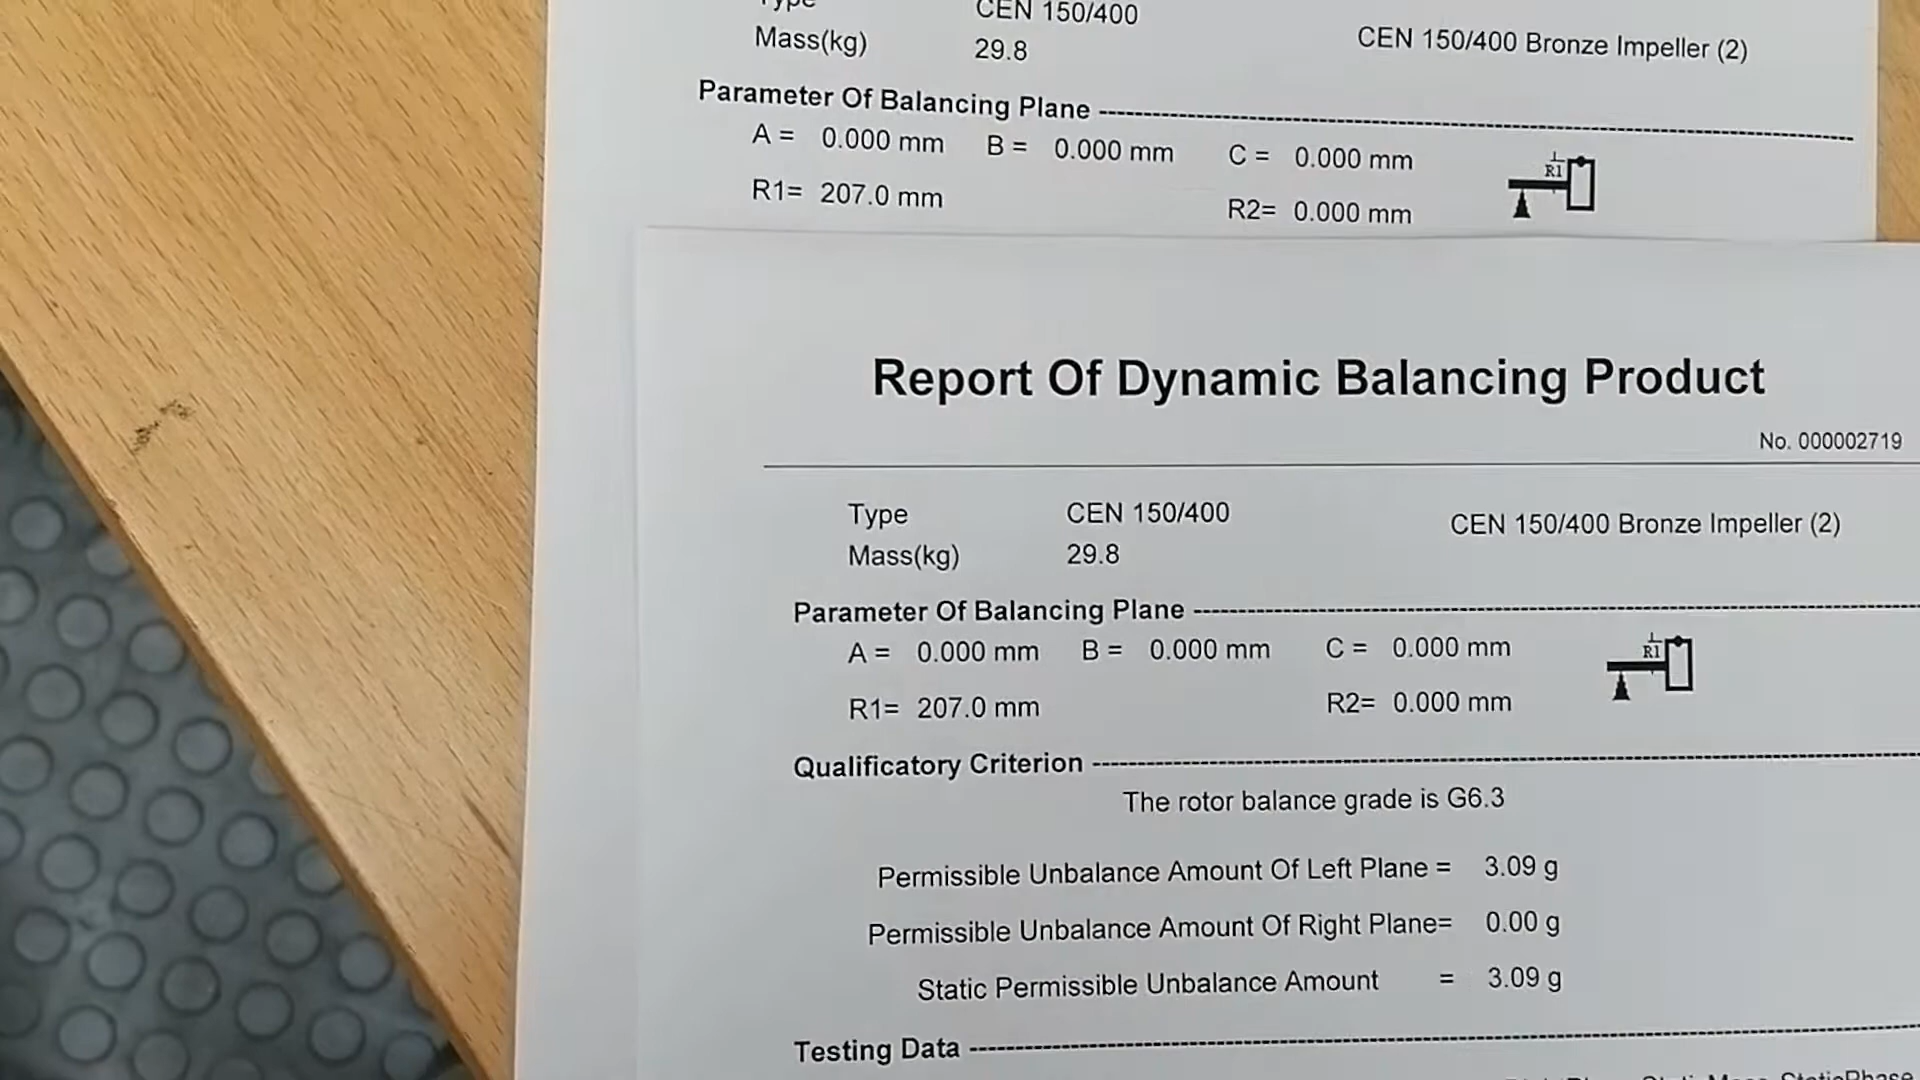 Type CEN 150/400
Mass(kg) 29.8 CEN 150/400 Bronze Impeller (2)
Parameter Of Balancing Plane
A = 0.000 mm B = 0.000 mm C = 0.000 mm
R1
R1= 207.0 mm R2= 0.000 mm
Report Of Dynamic Balancing Product
No. 000002719
Type CEN 150/400 CEN 150/400 Bronze Impeller (2)
Mass(kg) 29.8
Parameter Of Balancing Plane
A = 0.000 mm B = 0.000 mm C = 0.000 mm
R1
R1= 207.0 mm R2= 0.000 mm
Qualificatory Criterion
The rotor balance grade is G6.3
Permissible Unbalance Amount Of Left Plane = 3.09 g
Permissible Unbalance Amount Of Right Plane= 0.00 g
Static Permissible Unbalance Amount = 3.09 g
Testing Data